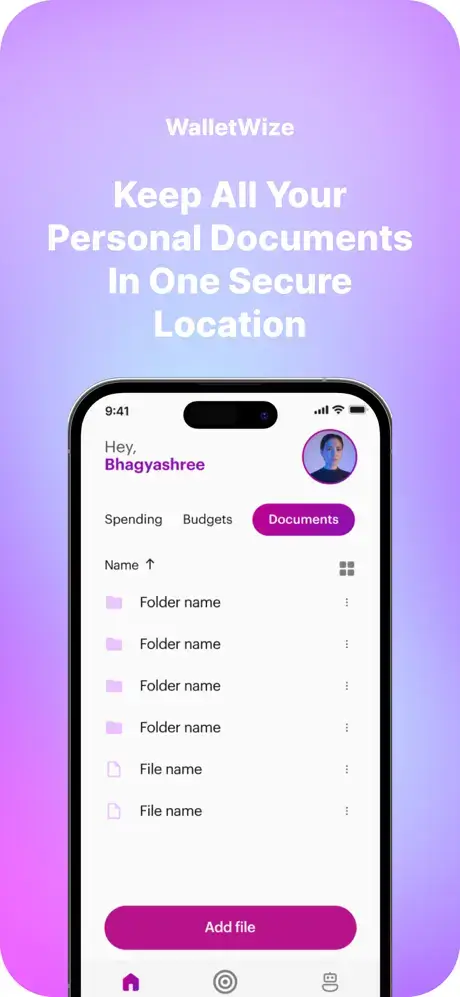 WalletWize
Keep All Your
Personal Documents
In One Secure
Location
9:41
Hey,
Bhagyashree
Spending Budgets Documents
Name ↑
Folder name
Folder name
Folder name
Folder name
File name
File name
Add file